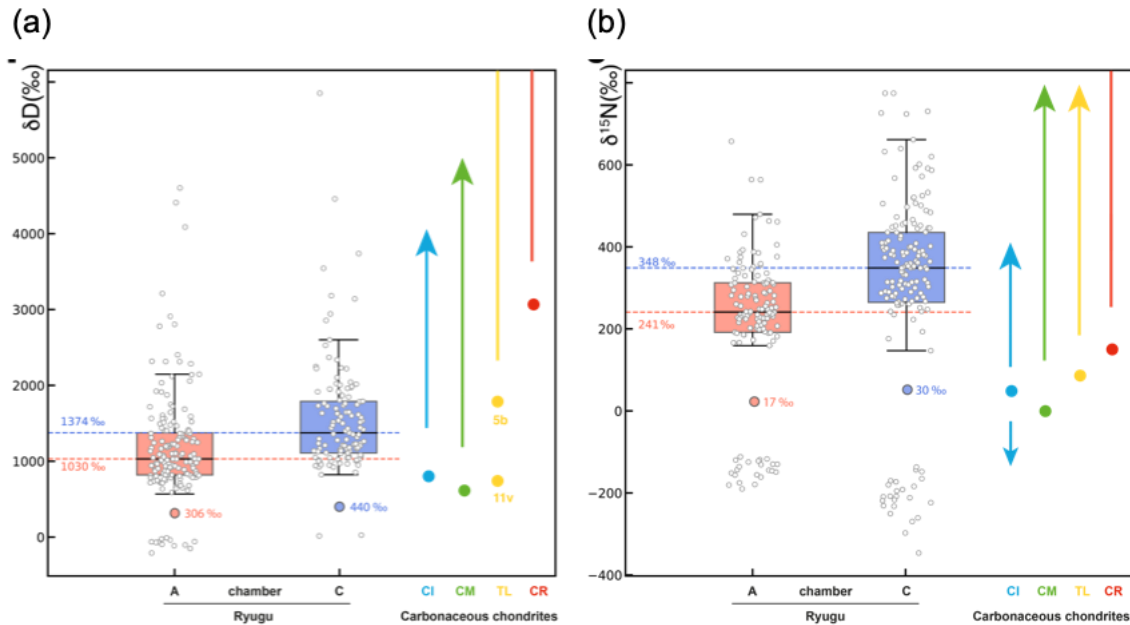 (a)
(b)
δD(‰)
5000
4000
3000
2000
1000
0
1374 ‰
1030 ‰
306 ‰
440 ‰
5b
11v
A chamber C CI CM TL CR
Ryugu Carbonaceous chondrites
δ¹⁵N(‰)
600
400
200
0
−200
−400
348 ‰
241 ‰
17 ‰
30 ‰
A chamber C CI CM TL CR
Ryugu Carbonaceous chondrites